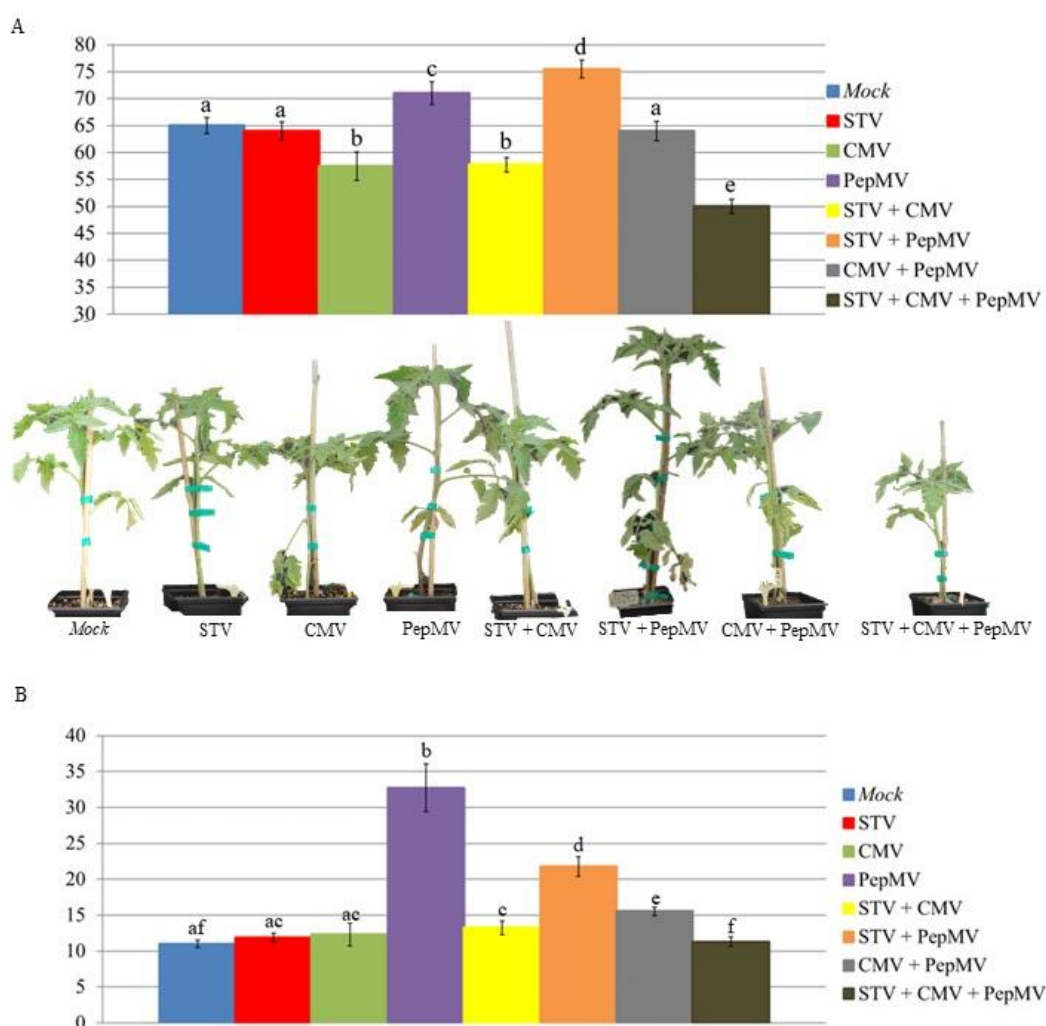 A
80
75
70
65
60
55
50
45
40
35
30
a
a
b
c
b
d
a
e
Mock
STV
CMV
PepMV
STV + CMV
STV + PepMV
CMV + PepMV
STV + CMV + PepMV
Mock
STV
CMV
PepMV
STV + CMV
STV + PepMV
CMV + PepMV
STV + CMV + PepMV
B
40
35
30
25
20
15
10
5
0
af
ac
ac
b
c
d
e
f
Mock
STV
CMV
PepMV
STV + CMV
STV + PepMV
CMV + PepMV
STV + CMV + PepMV